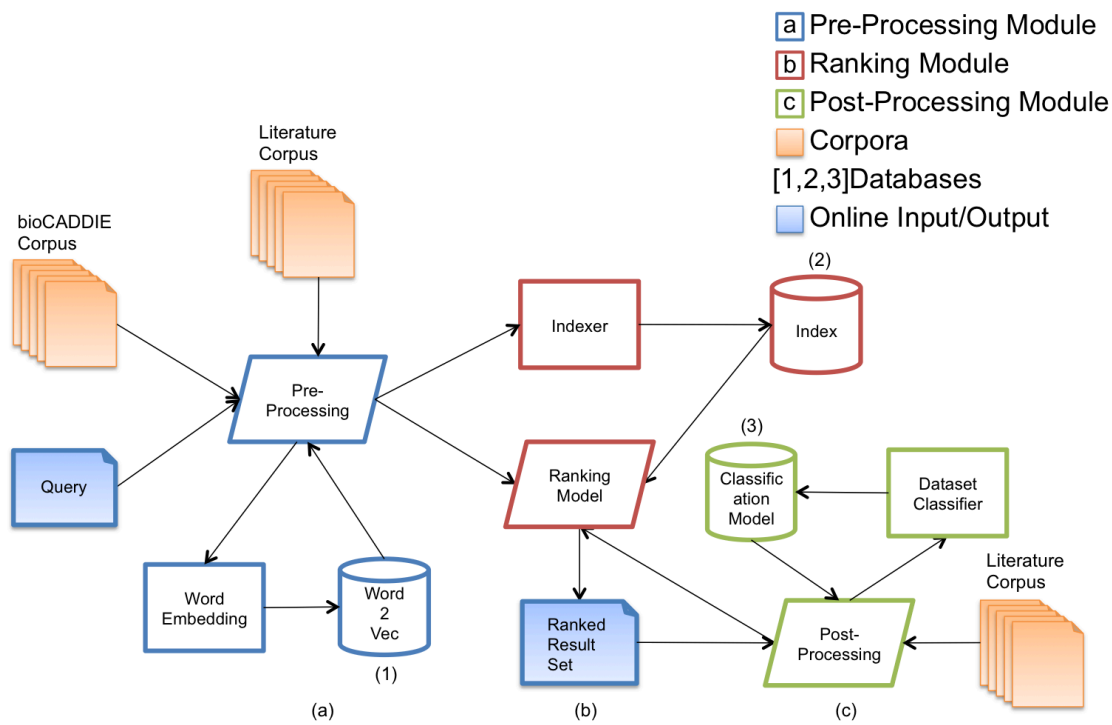 a Pre-Processing Module
b Ranking Module
c Post-Processing Module
Corpora
[1,2,3]Databases
Online Input/Output
Literature
Corpus
bioCADDIE
Corpus
(2)
Indexer
Index
Pre-
Processing
Query
Ranking
Model
(3)
Classific
ation
Model
Dataset
Classifier
Literature
Corpus
Word
Embedding
Word
2
Vec
(1)
Ranked
Result
Set
Post-
Processing
(a)
(b)
(c)